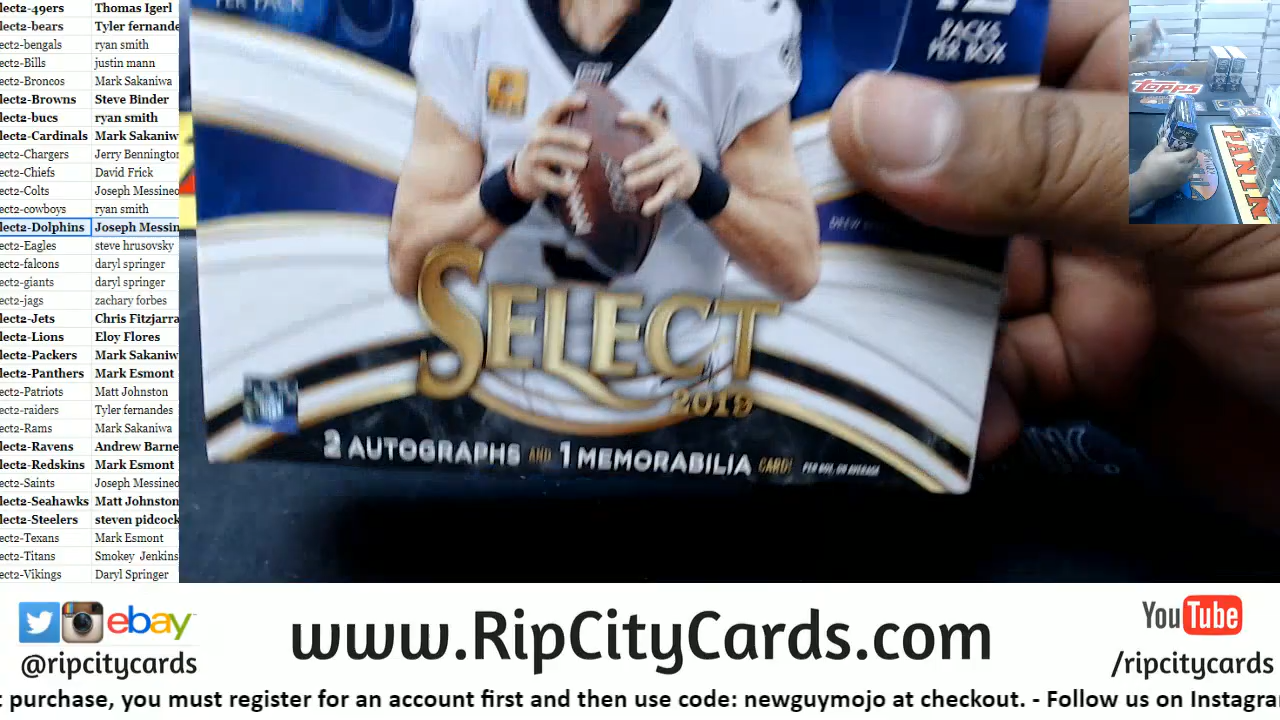 lect2-49ers Thomas Igerl
lect2-bears Tyler fernande
ect2-bengals ryan smith
ect2-Bills justin mann
ect2-Broncos Mark Sakaniwa
lect2-Browns Steve Binder
lect2-bucs ryan smith
lect2-Cardinals Mark Sakaniw
ect2-Chargers Jerry Bennington
ect2-Chiefs David Frick
ect2-Colts Joseph Messineo
ect2-cowboys ryan smith
lect2-Dolphins Joseph Messin
ect2-Eagles steve hrusovsky
ect2-falcons daryl springer
ect2-giants daryl springer
ect2-jags zachary forbes
lect2-Jets Chris Fitzjarra
lect2-Lions Eloy Flores
lect2-Packers Mark Sakaniw
lect2-Panthers Mark Esmont
ect2-Patriots Matt Johnston
ect2-raiders Tyler fernandes
ect2-Rams Mark Sakaniwa
lect2-Ravens Andrew Barne
lect2-Redskins Mark Esmont
ect2-Saints Joseph Messineo
lect2-Seahawks Matt Johnston
lect2-Steelers steven pidcock
ect2-Texans Mark Esmont
ect2-Titans Smokey Jenkins
ect2-Vikings Daryl Springer
PER PACK
PACKS
PER BOX
DREW
SELECT
2019
2 AUTOGRAPHS AND 1 MEMORABILIA CARD! PER BOX, ON AVERAGE
Topps
PANINI
ebay
@ripcitycards
www.RipCityCards.com
YouTube
/ripcitycards
purchase, you must register for an account first and then use code: newguymojo at checkout. - Follow us on Instagra